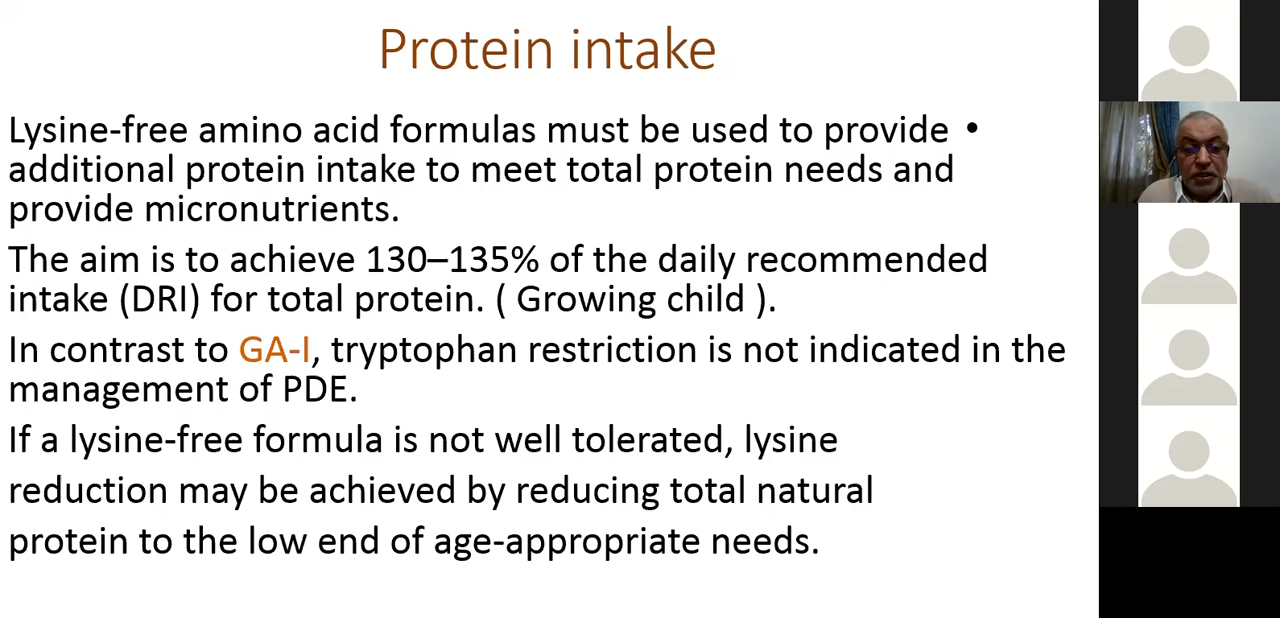 Protein intake
Lysine-free amino acid formulas must be used to provide •
additional protein intake to meet total protein needs and
provide micronutrients.
The aim is to achieve 130–135% of the daily recommended
intake (DRI) for total protein. ( Growing child ).
In contrast to GA-I, tryptophan restriction is not indicated in the
management of PDE.
If a lysine-free formula is not well tolerated, lysine
reduction may be achieved by reducing total natural
protein to the low end of age-appropriate needs.